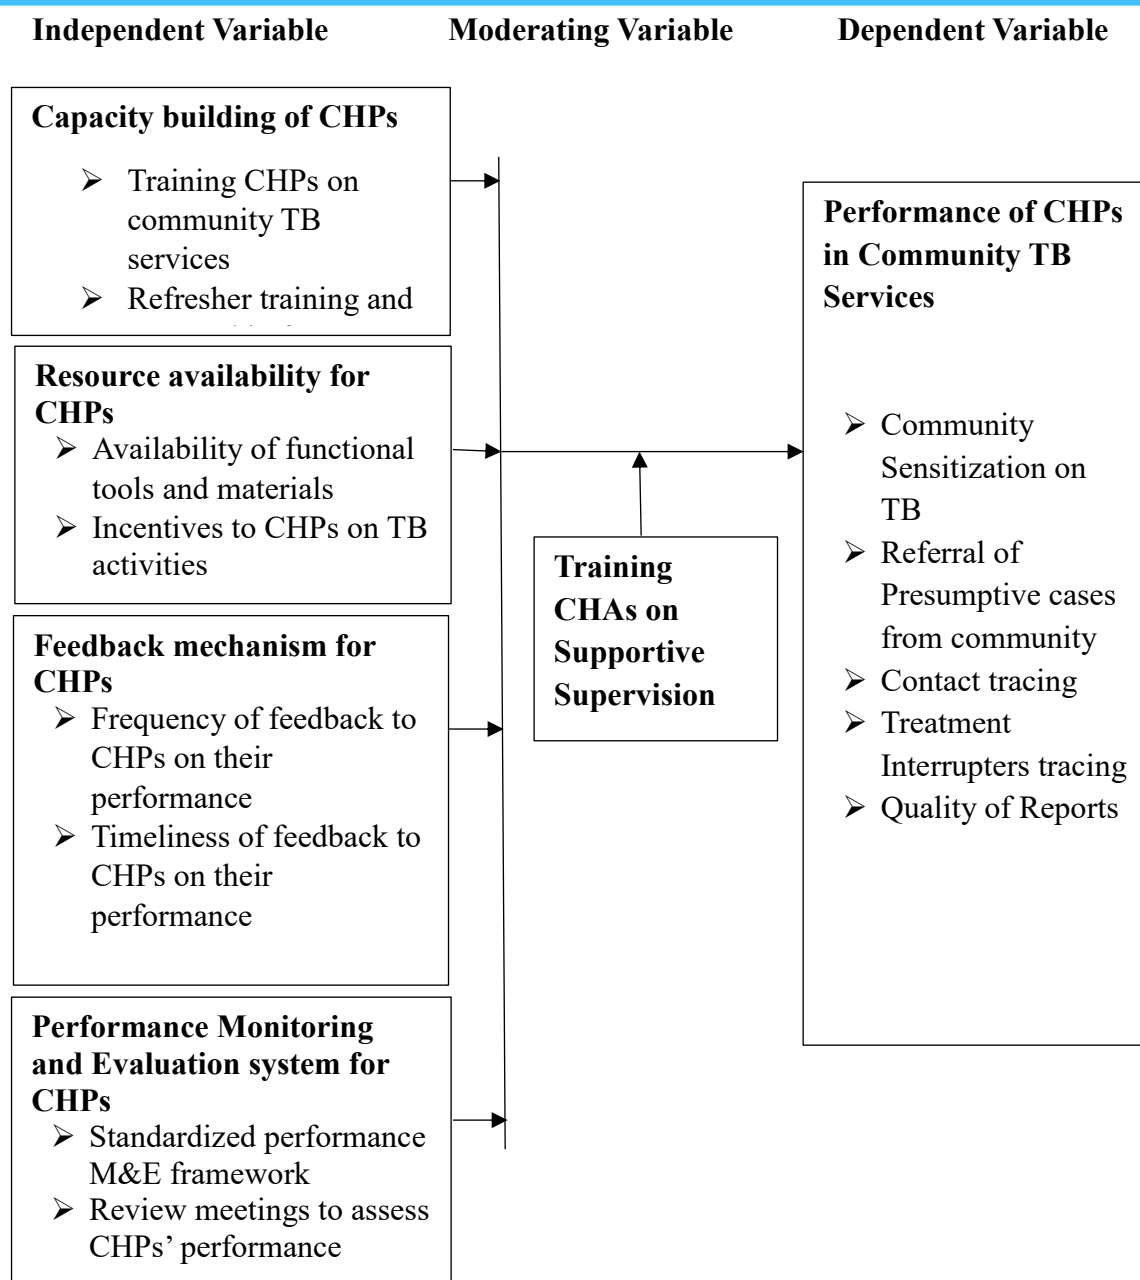 Independent Variable
Moderating Variable
Dependent Variable
Capacity building of CHPs
➢ Training CHPs on
community TB
services
➢ Refresher training and
Resource availability for
CHPs
➢ Availability of functional
tools and materials
➢ Incentives to CHPs on TB
activities
Feedback mechanism for
CHPs
➢ Frequency of feedback to
CHPs on their
performance
➢ Timeliness of feedback to
CHPs on their
performance
Performance Monitoring
and Evaluation system for
CHPs
➢ Standardized performance
M&E framework
➢ Review meetings to assess
CHPs’ performance
Training
CHAs on
Supportive
Supervision
Performance of CHPs
in Community TB
Services
➢ Community
Sensitization on
TB
➢ Referral of
Presumptive cases
from community
➢ Contact tracing
➢ Treatment
Interrupters tracing
➢ Quality of Reports